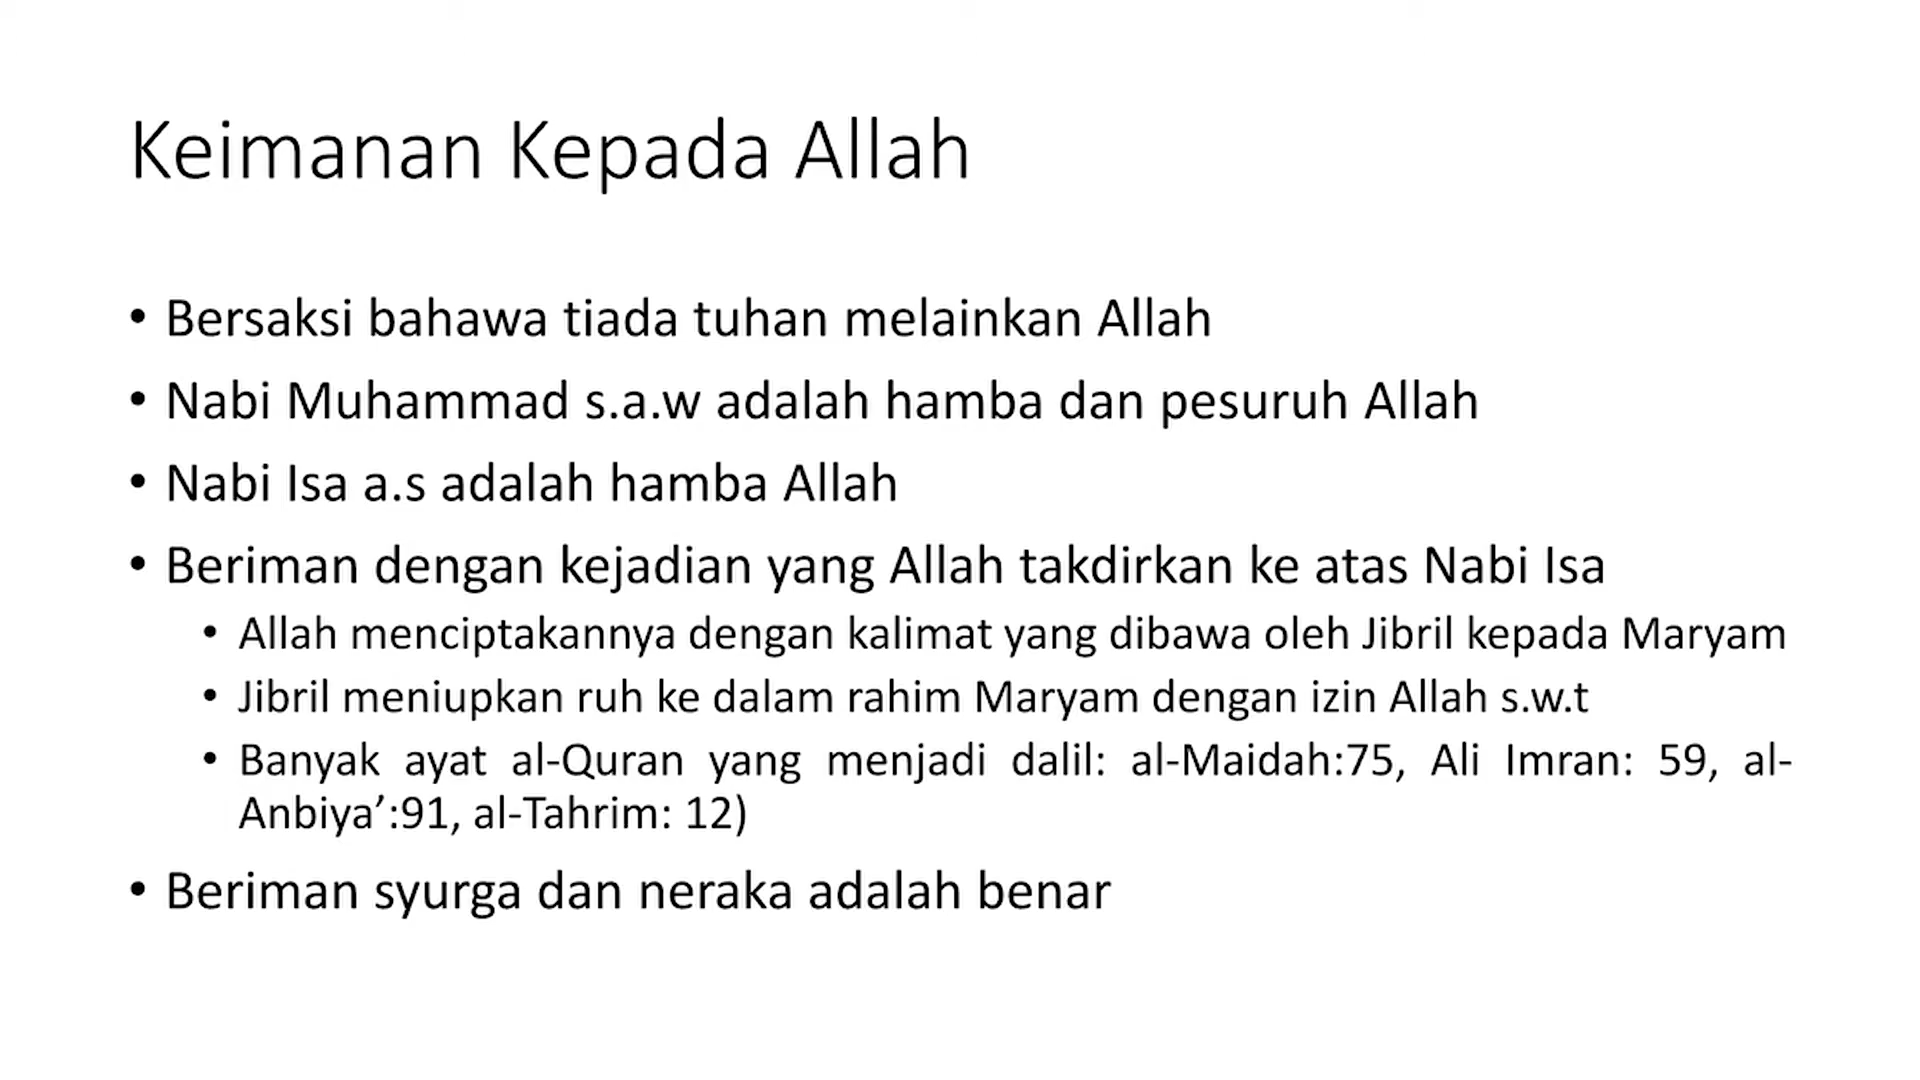 Keimanan Kepada Allah
• Bersaksi bahawa tiada tuhan melainkan Allah
• Nabi Muhammad s.a.w adalah hamba dan pesuruh Allah
• Nabi Isa a.s adalah hamba Allah
• Beriman dengan kejadian yang Allah takdirkan ke atas Nabi Isa
• Allah menciptakannya dengan kalimat yang dibawa oleh Jibril kepada Maryam
• Jibril meniupkan ruh ke dalam rahim Maryam dengan izin Allah s.w.t
• Banyak ayat al-Quran yang menjadi dalil: al-Maidah:75, Ali Imran: 59, al-
Anbiya’:91, al-Tahrim: 12)
• Beriman syurga dan neraka adalah benar